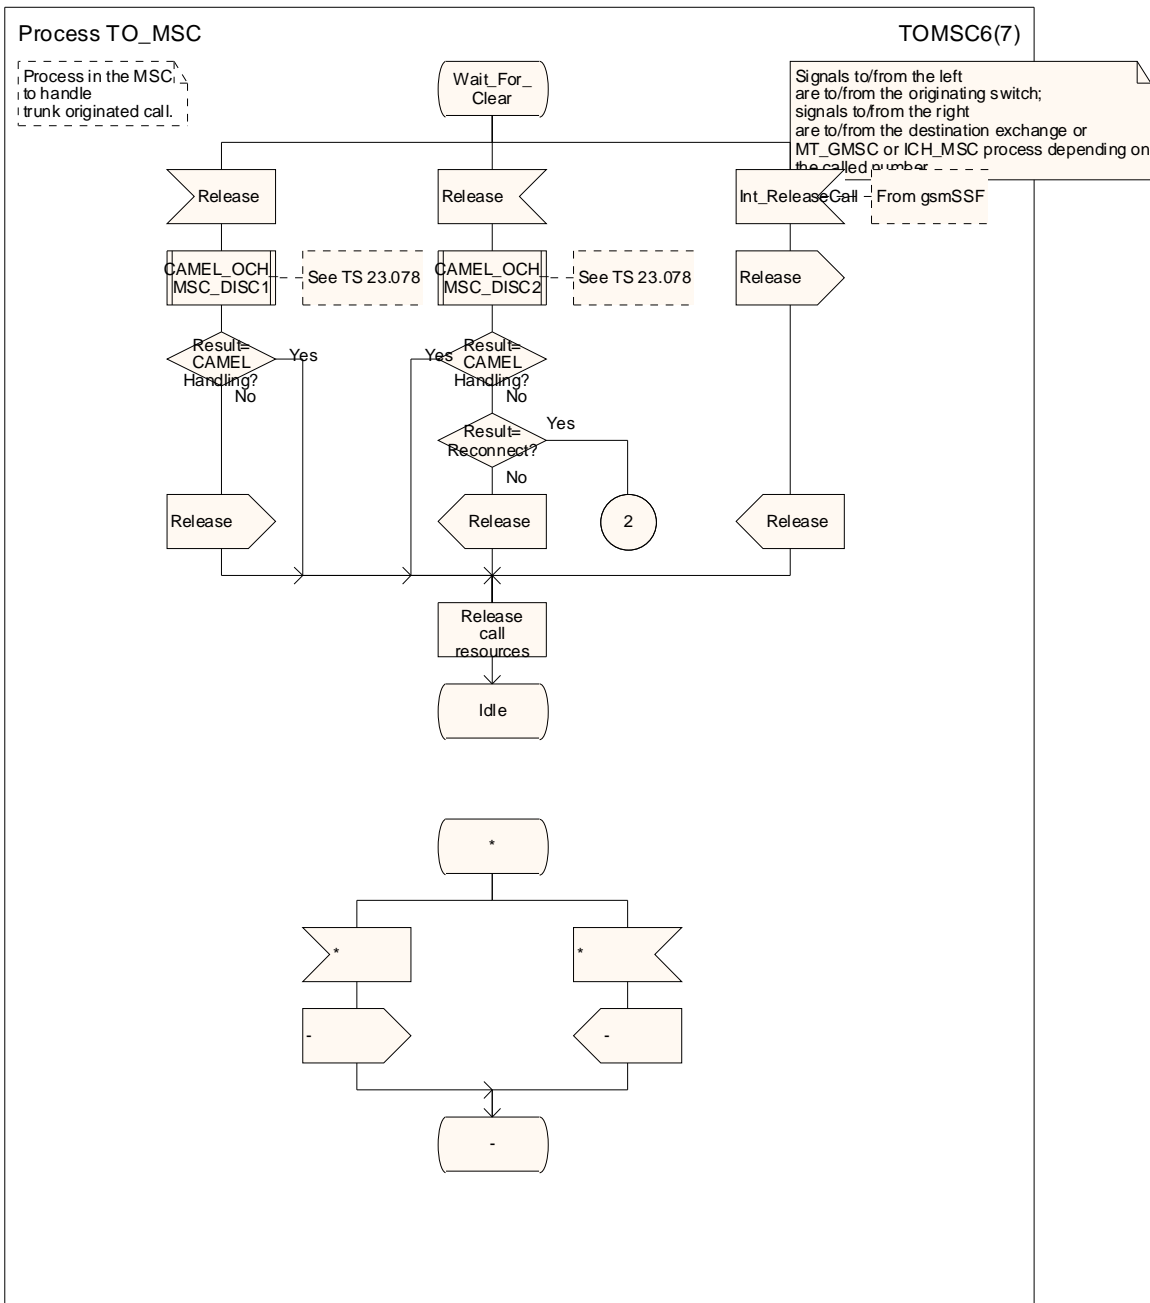 Process TO_MSC
TOMSC6(7)
Process in the MSC
to handle
trunk originated call.
Wait_For_
Clear
Signals to/from the left
are to/from the originating switch;
signals to/from the right
are to/from the destination exchange or
MT_GMSC or ICH_MSC process depending on
the called number
Release
Release
Int_ReleaseCall
From gsmSSF
CAMEL_OCH_
MSC_DISC1
See TS 23.078
CAMEL_OCH_
MSC_DISC2
See TS 23.078
Release
Result=
CAMEL
Handling?
Yes
No
Yes
Result=
CAMEL
Handling?
No
Result=
Reconnect?
Yes
No
Release
Release
2
Release
Release
call
resources
Idle
*
*
*
-
-
-